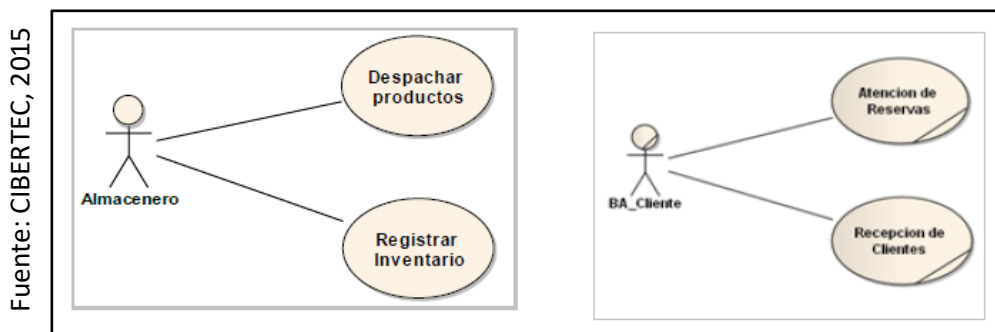 Fuente: CIBERTEC, 2015
Despachar
productos
Almacenero
Registrar
Inventario
Atencion de
Reservas
BA_Cliente
Recepcion de
Clientes